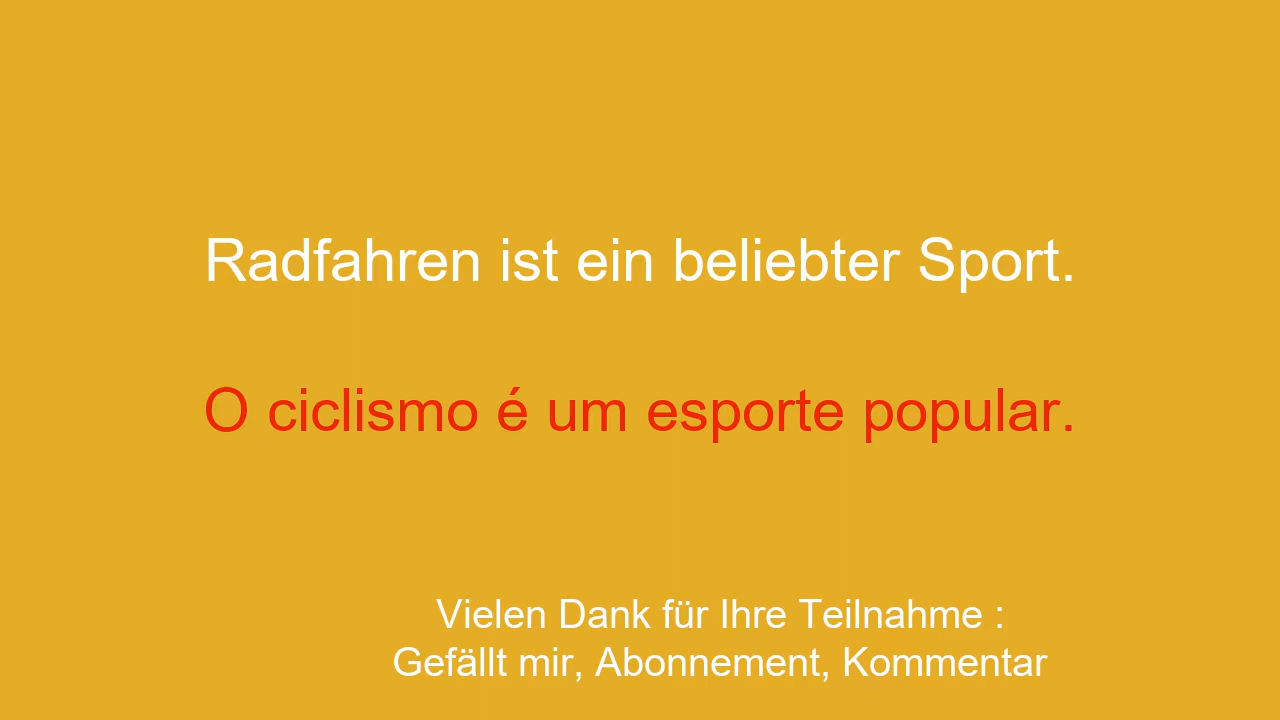 Radfahren ist ein beliebter Sport.
O ciclismo é um esporte popular.
Vielen Dank für Ihre Teilnahme :
Gefällt mir, Abonnement, Kommentar